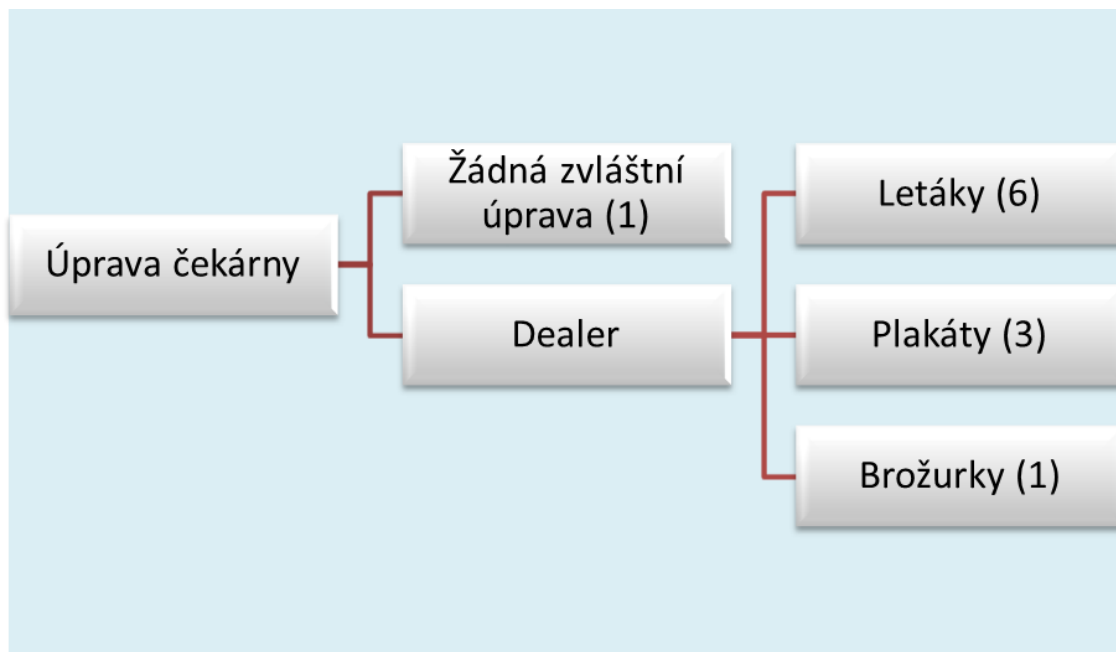 Úprava čekárny
Žádná zvláštní
úprava (1)
Dealer
Letáky (6)
Plakáty (3)
Brožurky (1)